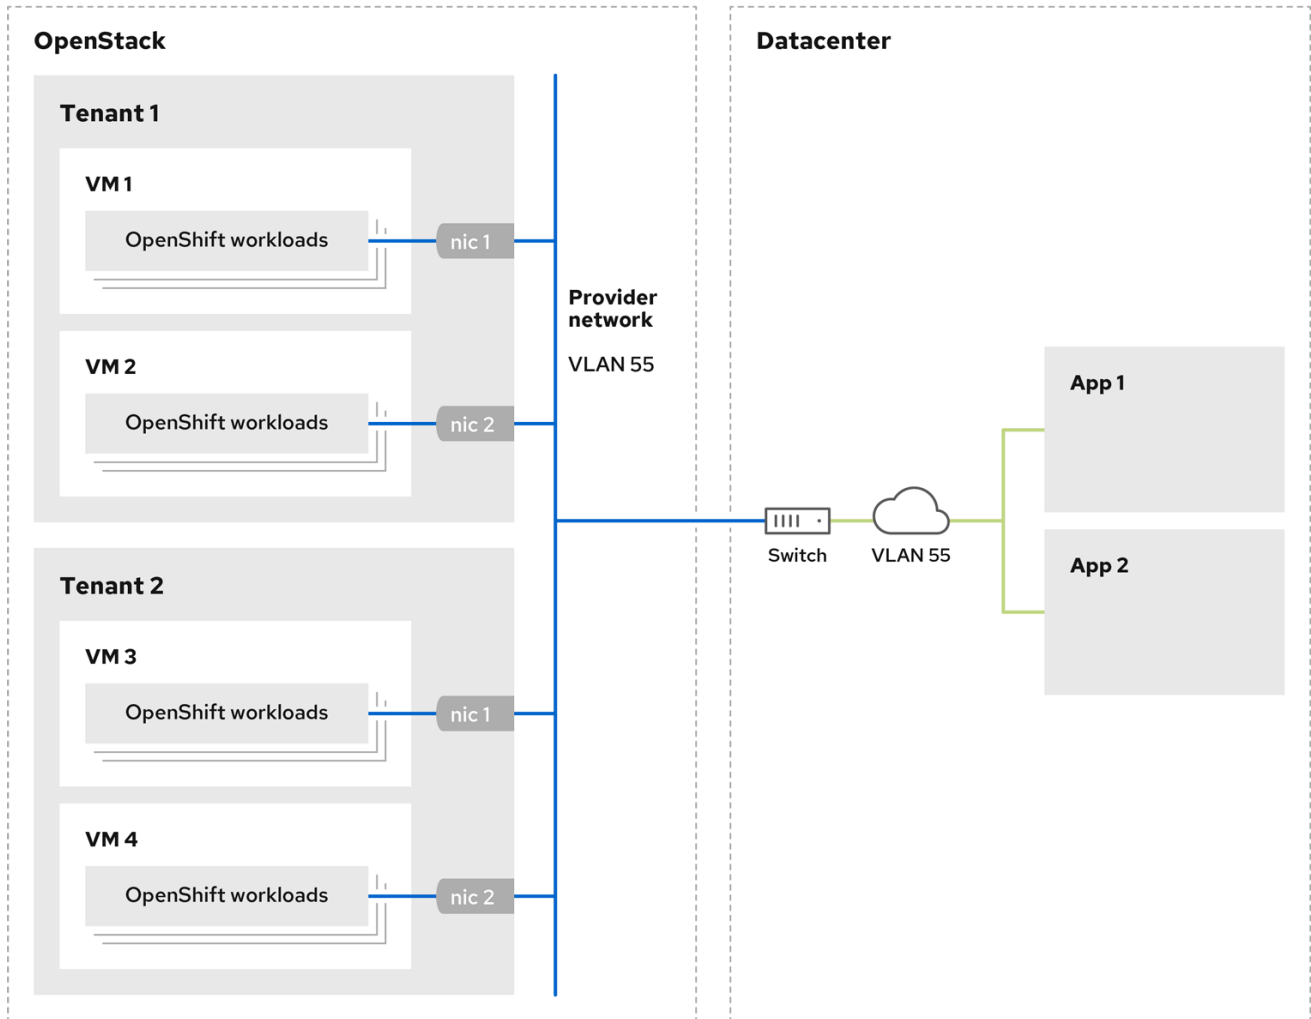 OpenStack
Tenant 1
VM 1
OpenShift workloads
nic 1
VM 2
OpenShift workloads
nic 2
Tenant 2
VM 3
OpenShift workloads
nic 1
VM 4
OpenShift workloads
nic 2
Provider
network
VLAN 55
Datacenter
Switch
VLAN 55
App 1
App 2